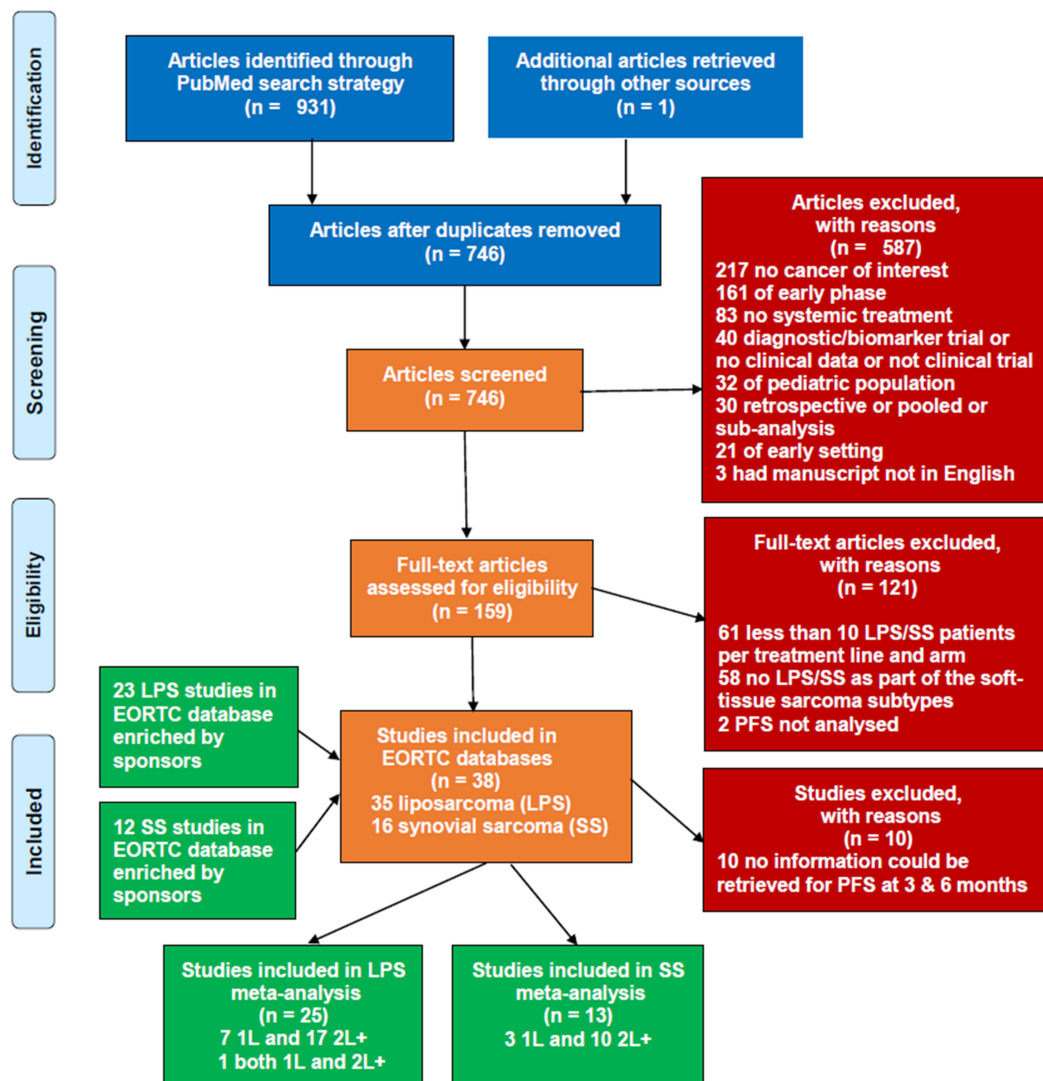 Identification
Articles identified through
PubMed search strategy
(n = 931)
Additional articles retrieved
through other sources
(n = 1)
Articles after duplicates removed
(n = 746)
Screening
Articles screened
(n = 746)
Articles excluded,
with reasons
(n = 587)
217 no cancer of interest
161 of early phase
83 no systemic treatment
40 diagnostic/biomarker trial or
no clinical data or not clinical trial
32 of pediatric population
30 retrospective or pooled or
sub-analysis
21 of early setting
3 had manuscript not in English
Eligibility
Full-text articles
assessed for eligibility
(n = 159)
Full-text articles excluded,
with reasons
(n = 121)
61 less than 10 LPS/SS patients
per treatment line and arm
58 no LPS/SS as part of the soft-
tissue sarcoma subtypes
2 PFS not analysed
Included
23 LPS studies in
EORTC database
enriched by
sponsors
12 SS studies in
EORTC database
enriched by
sponsors
Studies included in
EORTC databases
(n = 38)
35 liposarcoma (LPS)
16 synovial sarcoma (SS)
Studies excluded,
with reasons
(n = 10)
10 no information could be
retrieved for PFS at 3 & 6 months
Studies included in LPS
meta-analysis
(n = 25)
7 1L and 17 2L+
1 both 1L and 2L+
Studies included in SS
meta-analysis
(n = 13)
3 1L and 10 2L+